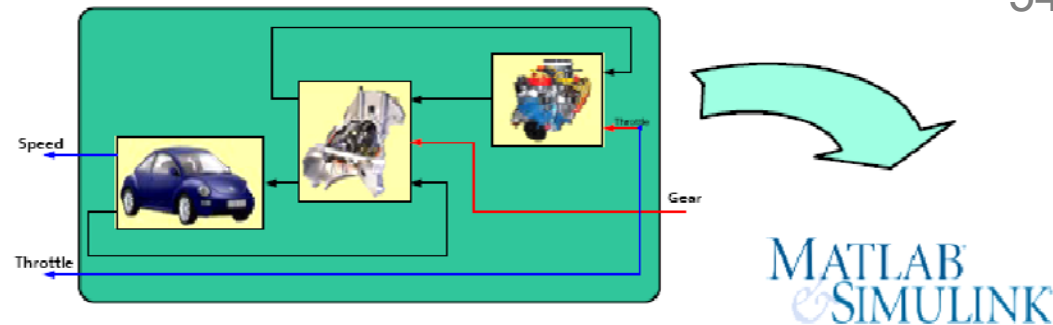 Throttle
Speed
Gear
Throttle
MATLAB
&SIMULINK